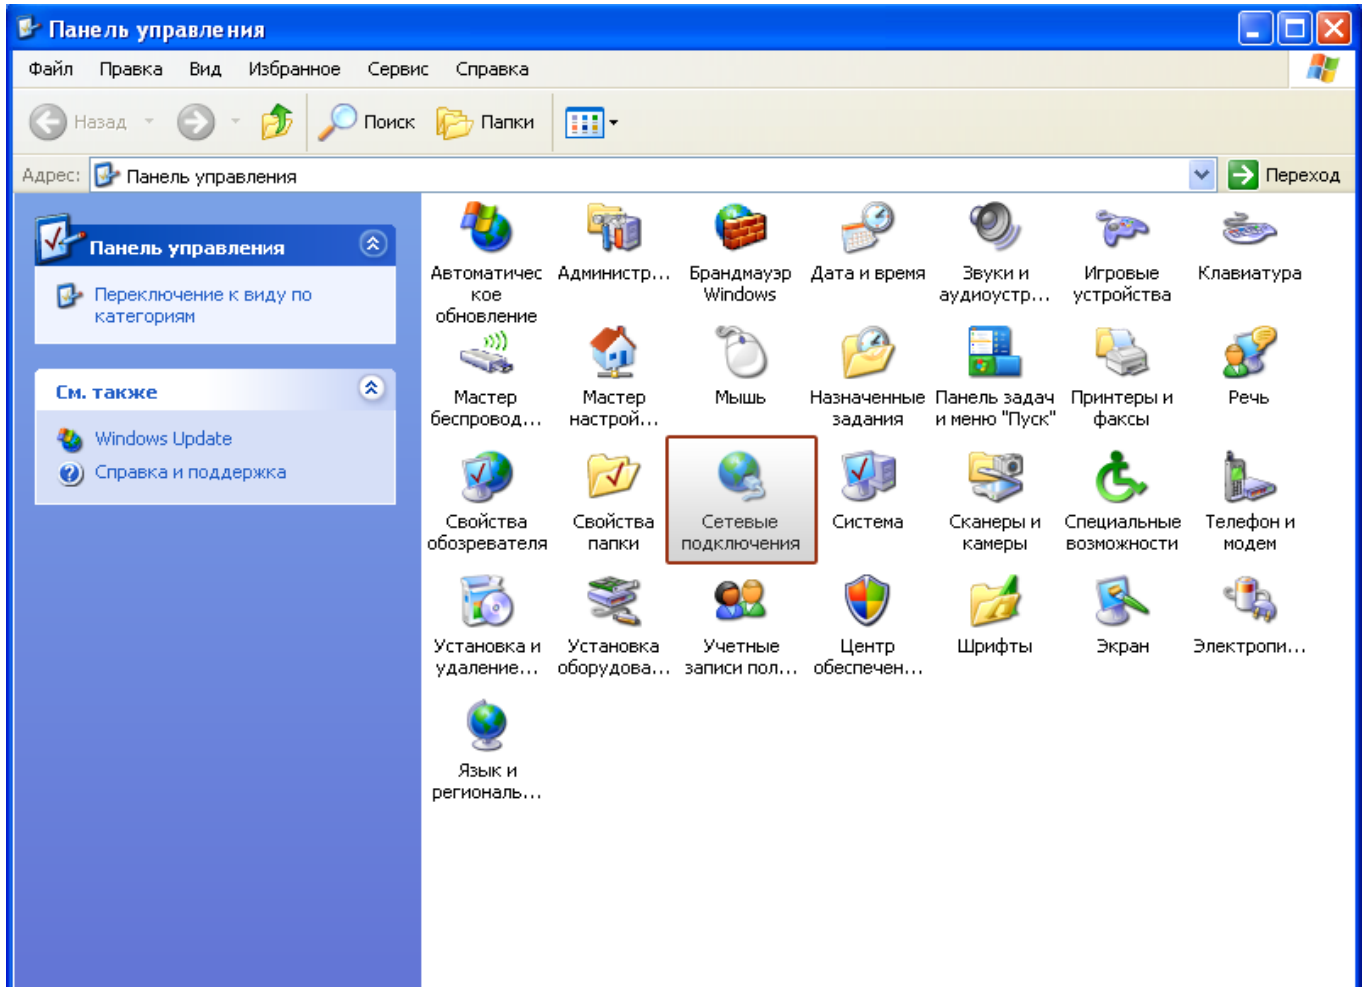 Панель управления
Файл Правка Вид Избранное Сервис Справка
Назад Поиск Папки
Адрес: Панель управления Переход
Панель управления
Переключение к виду по
категориям
См. также
Windows Update
Справка и поддержка
Автоматичес
кое
обновление
Администр...
Брандмауэр
Windows
Дата и время
Звуки и
аудиоустр...
Игровые
устройства
Клавиатура
Мастер
беспровод...
Мастер
настрой...
Мышь
Назначенные
задания
Панель задач
и меню "Пуск"
Принтеры и
факсы
Речь
Свойства
обозревателя
Свойства
папки
Сетевые
подключения
Система
Сканеры и
камеры
Специальные
возможности
Телефон и
модем
Установка и
удаление...
Установка
оборудова...
Учетные
записи пол...
Центр
обеспечен...
Шрифты
Экран
Электропи...
Язык и
региональ...